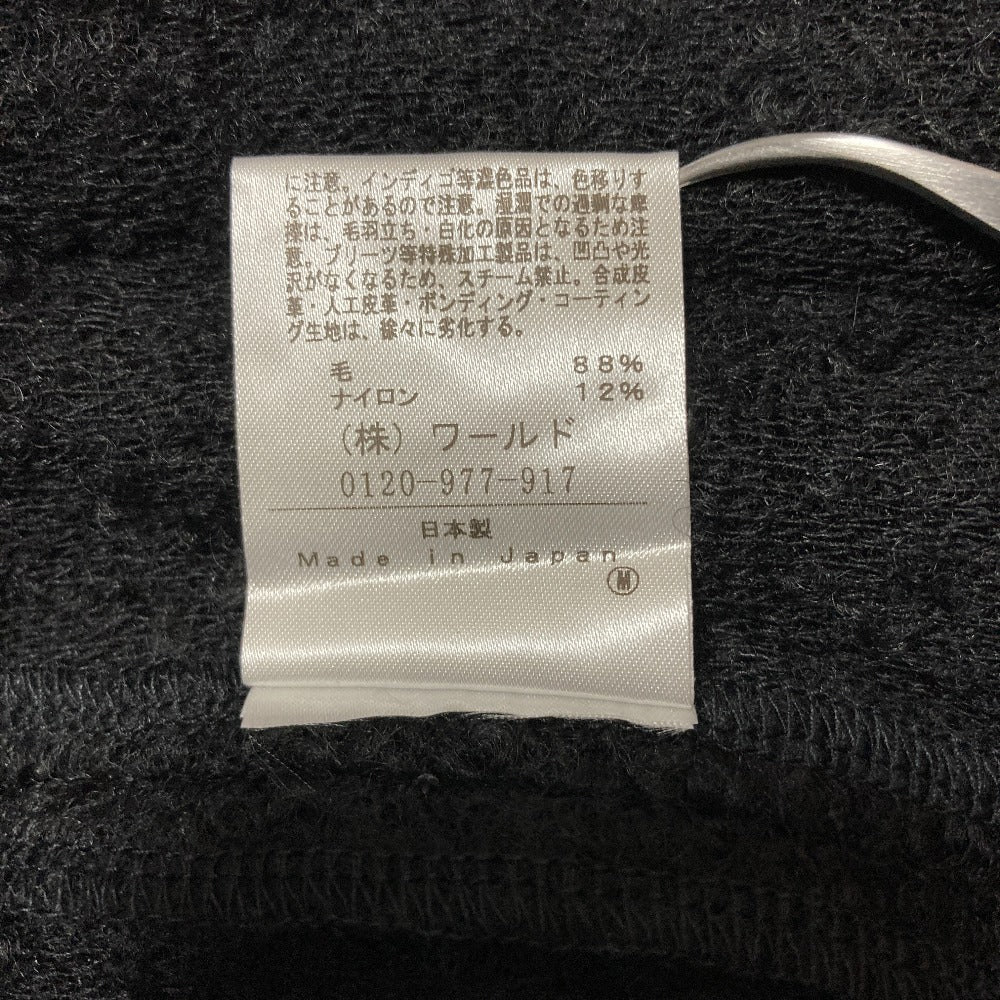 に注意。インディゴ等濃色品は、色移りす
ることがあるので注意。湿潤での過剰な摩
擦は、毛羽立ち・白化の原因となるため注
意。プリーツ等特殊加工製品は、凹凸や光
沢がなくなるため、スチーム禁止。合成皮
革・人工皮革・ボンディング・コーティン
グ生地は、徐々に劣化する。
毛 88%
ナイロン 12%
(株) ワールド
0120-977-917
日本製
Made in Japan
M